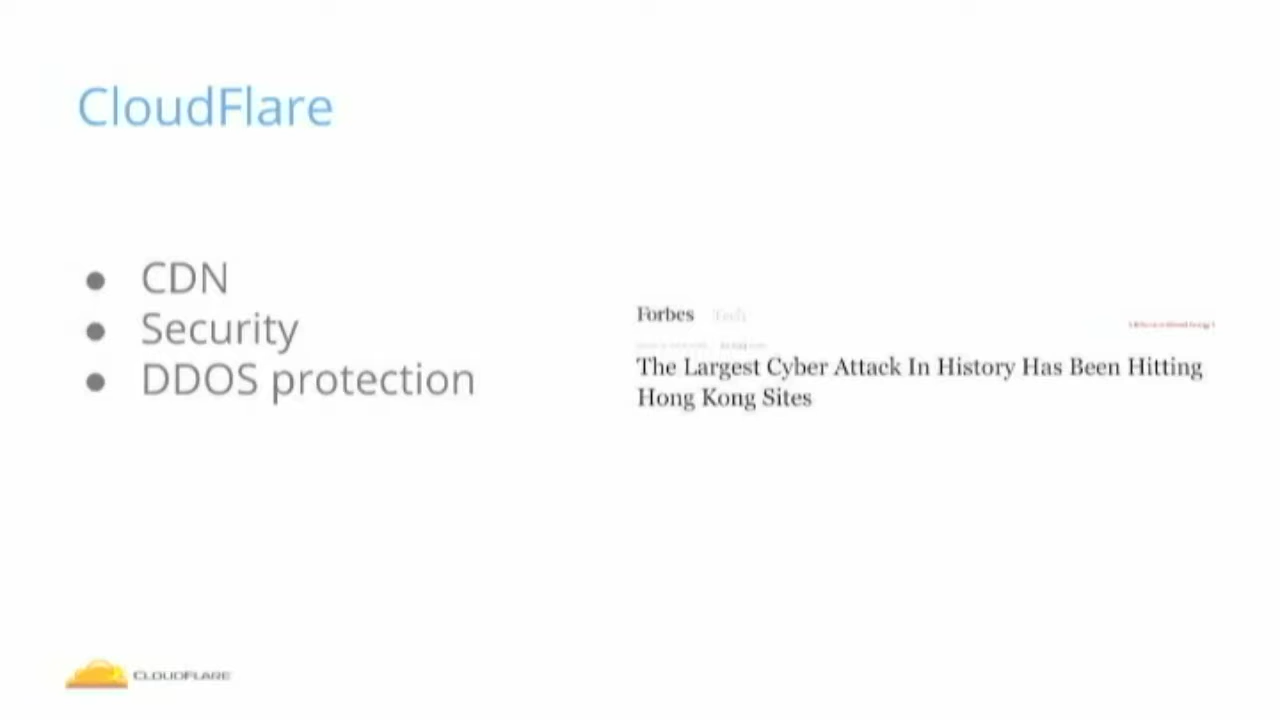 CloudFlare
CDN
Security
DDOS protection
Forbes Tech
The Largest Cyber Attack In History Has Been Hitting
Hong Kong Sites
CLOUDFLARE